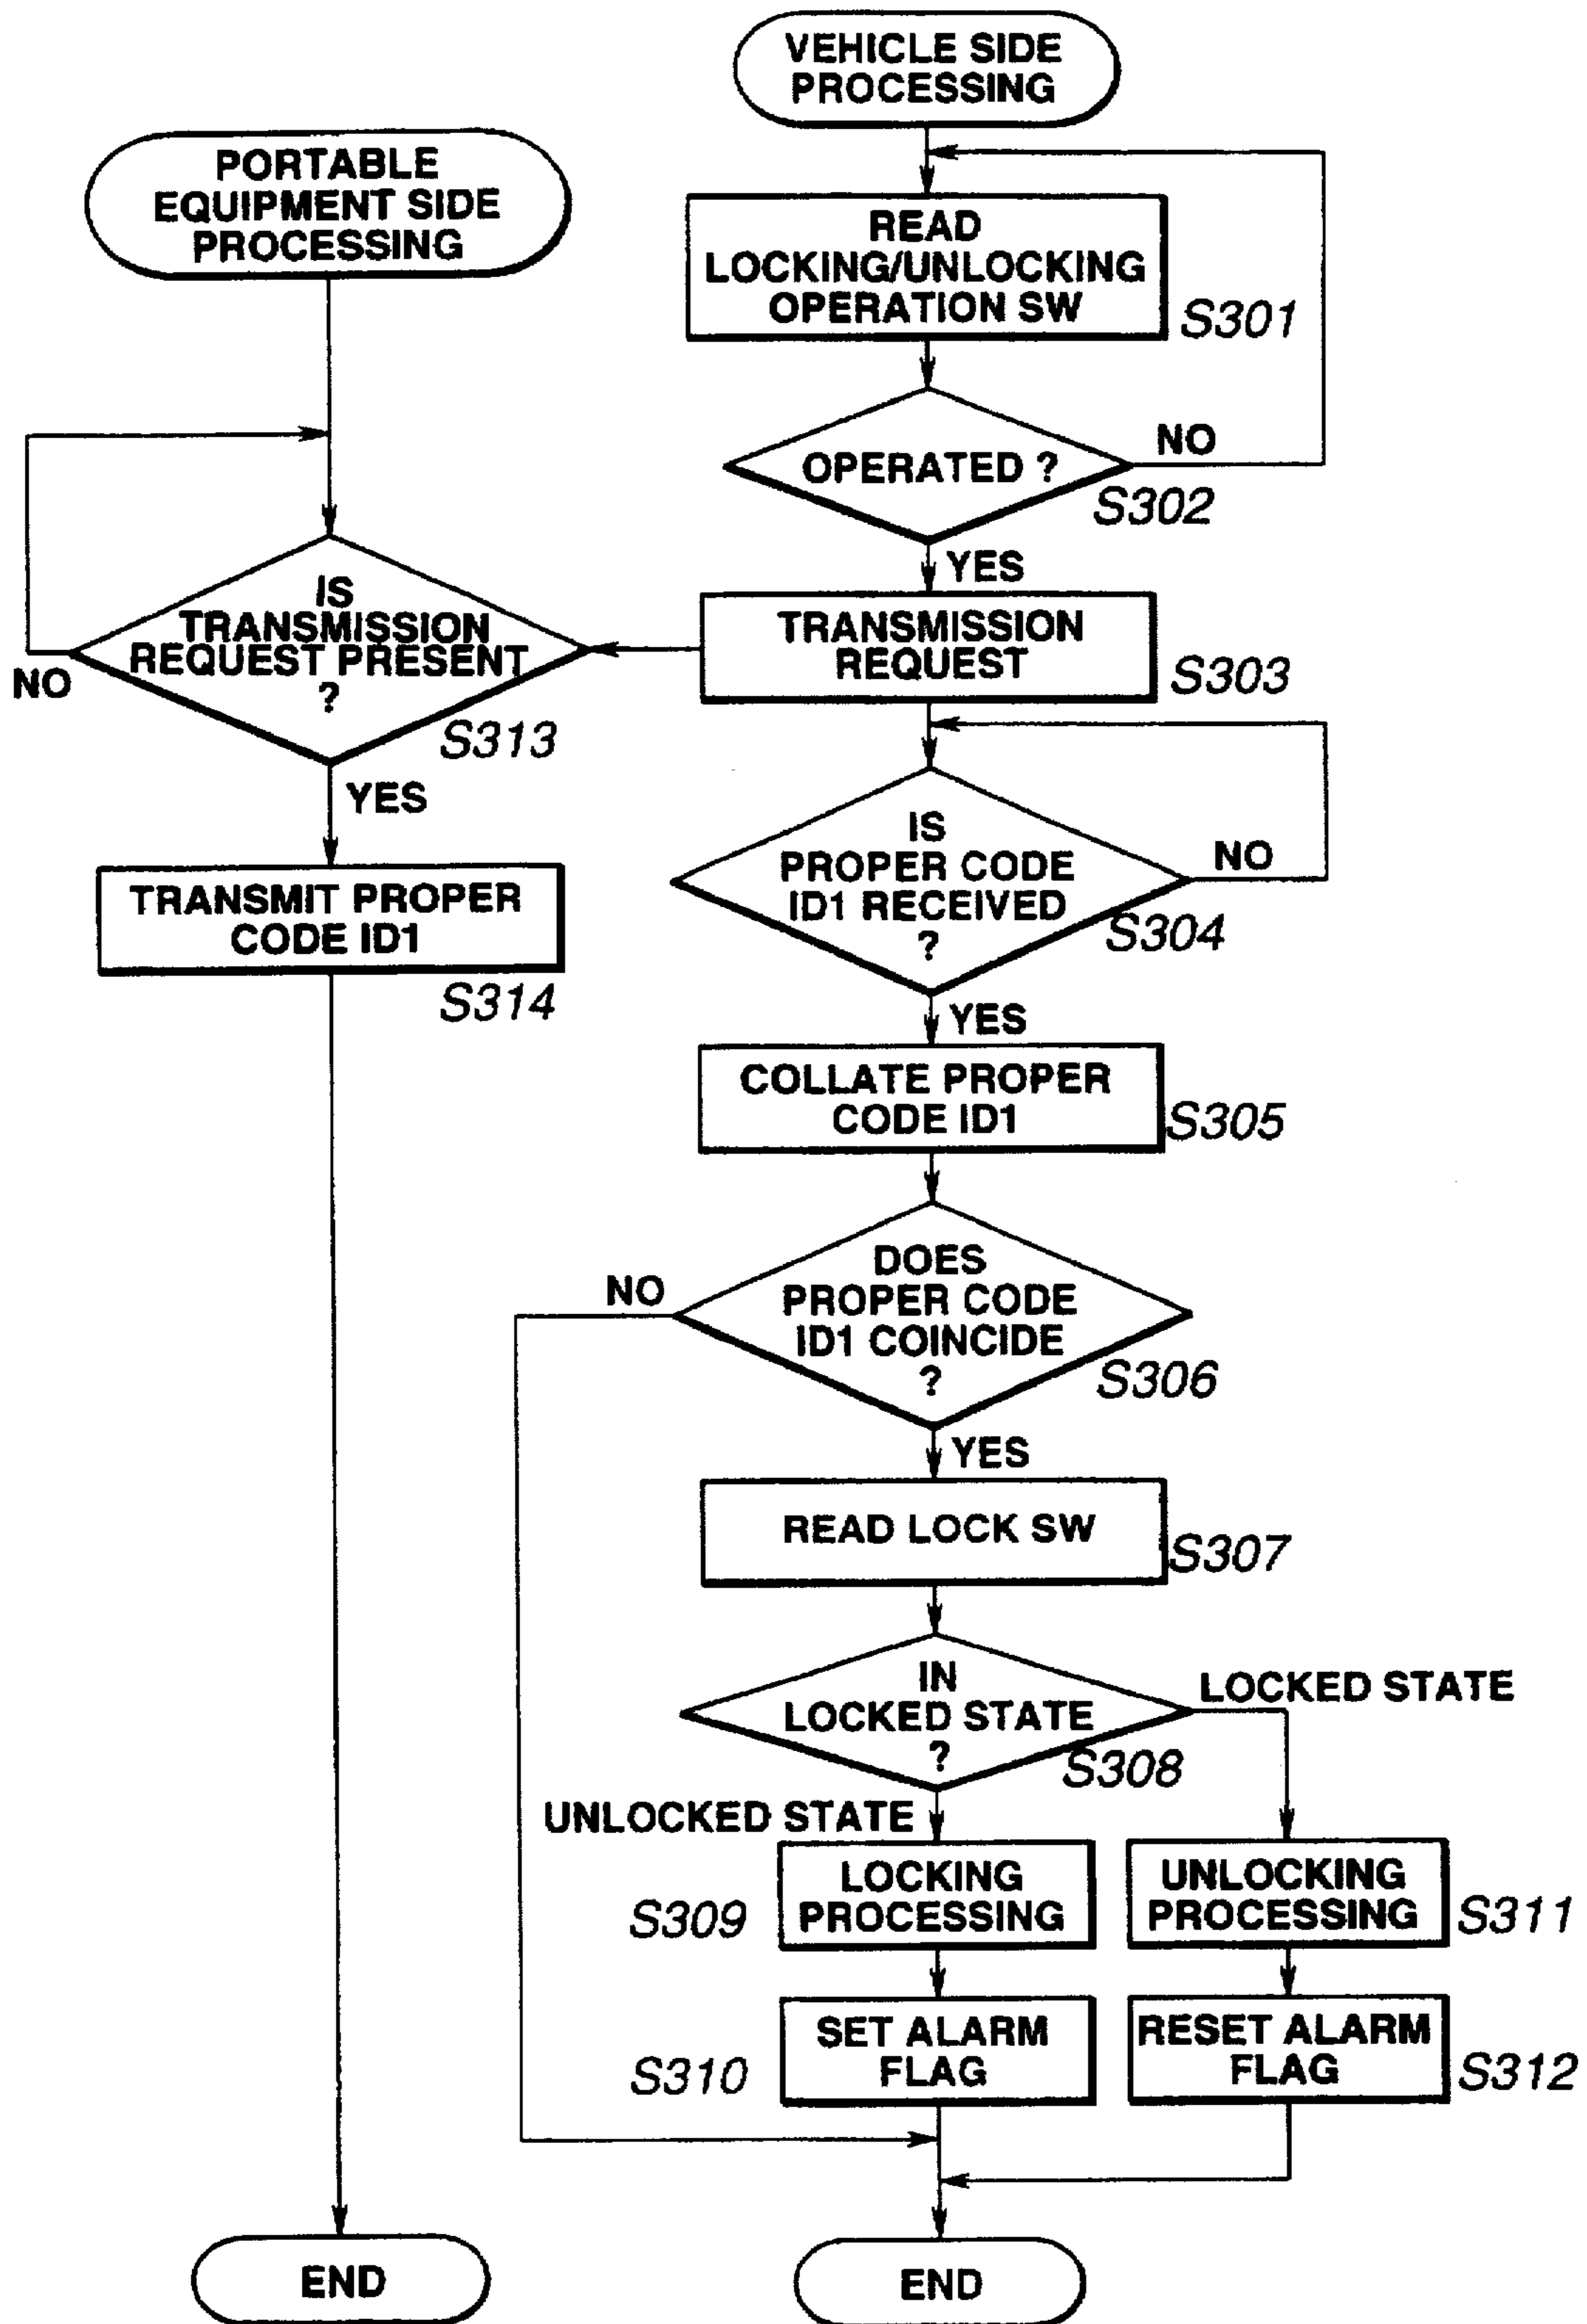 VEHICLE SIDE
PROCESSING
PORTABLE
EQUIPMENT SIDE
PROCESSING
READ
LOCKING/UNLOCKING
OPERATION SW
S301
OPERATED ?
NO
S302
YES
IS
TRANSMISSION
REQUEST PRESENT
?
NO
S313
TRANSMISSION
REQUEST
S303
YES
TRANSMIT PROPER
CODE ID1
S314
IS
PROPER CODE
ID1 RECEIVED
?
NO
S304
YES
COLLATE PROPER
CODE ID1
S305
DOES
PROPER CODE
ID1 COINCIDE
?
NO
S306
YES
READ LOCK SW
S307
IN
LOCKED STATE
?
LOCKED STATE
S308
UNLOCKED STATE
LOCKING
PROCESSING
S309
UNLOCKING
PROCESSING
S311
SET ALARM
FLAG
S310
RESET ALARM
FLAG
S312
END
END